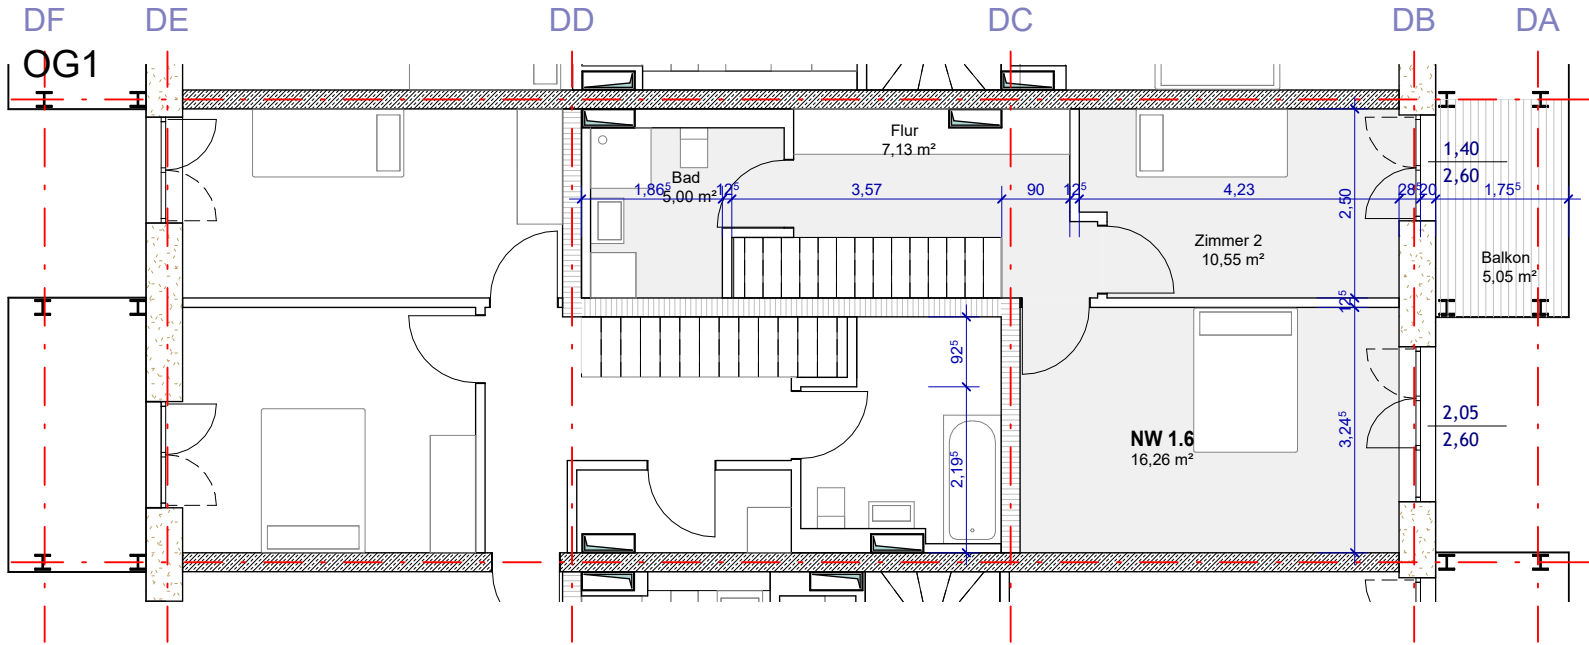 DF DE DD DC DB DA
OG1
Flur
7,13 m²
1,40
2,60
Bad
5,00 m²
1,86⁵ 12⁵ 3,57 90 12⁵ 4,23 28⁵ 20 1,75⁵
2,50
Zimmer 2
10,55 m²
Balkon
5,05 m²
12⁵
92⁵
2,19⁵
3,24⁵
NW 1.6
16,26 m²
2,05
2,60